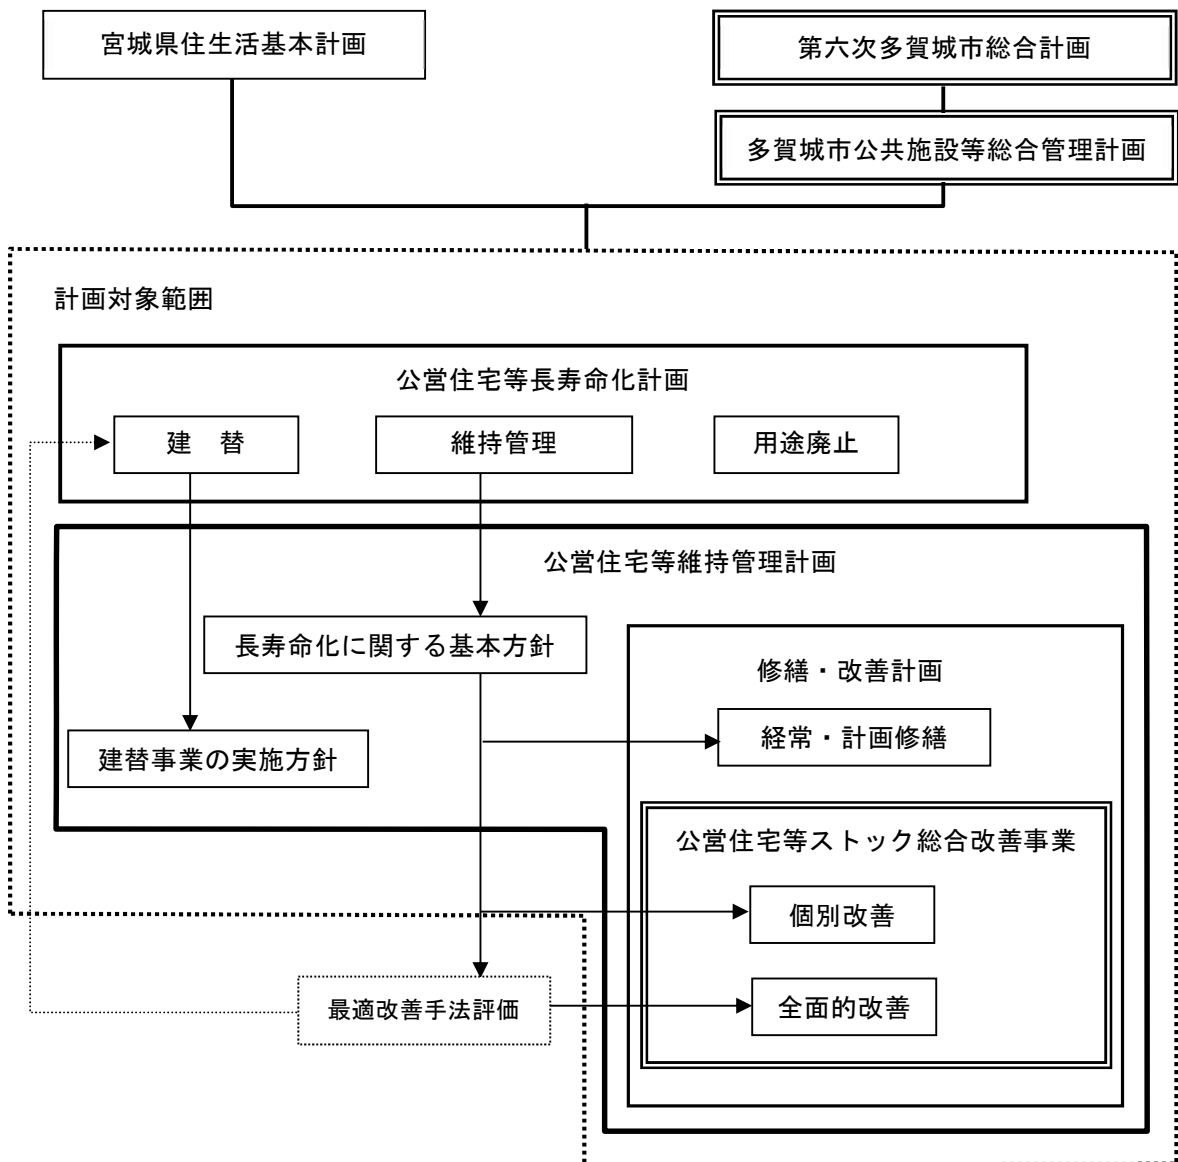 宮城県住生活基本計画
第六次多賀城市総合計画
多賀城市公共施設等総合管理計画
計画対象範囲
公営住宅等長寿命化計画
建　替
維持管理
用途廃止
公営住宅等維持管理計画
長寿命化に関する基本方針
修繕・改善計画
経常・計画修繕
建替事業の実施方針
公営住宅等ストック総合改善事業
個別改善
最適改善手法評価
全面的改善